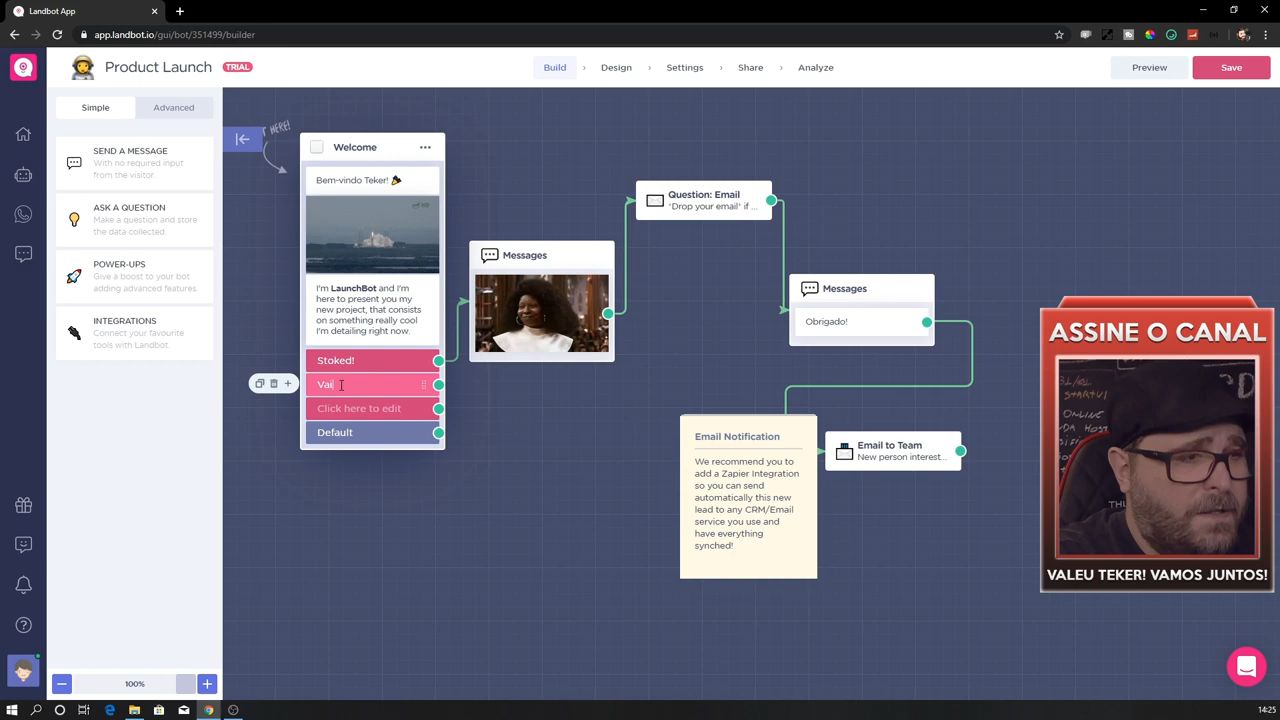 Landbot App
app.landbot.io/gui/bot/351499/builder
Product Launch
TRIAL
Build
Design
Settings
Share
Analyze
Preview
Save
Simple
Advanced
SEND A MESSAGE
With no required input
from the visitor.
ASK A QUESTION
Make a question and store
the data collected.
POWER-UPS
Give a boost to your bot
adding advanced features.
INTEGRATIONS
Connect your favourite
tools with Landbot.
HERE!
Welcome
Bem-vindo Teker!
I'm LaunchBot and I'm
here to present you my
new project, that consists
on something really cool
I'm detailing right now.
Stoked!
Vai
Click here to edit
Default
Messages
Question: Email
"Drop your email" if ...
Messages
Obrigado!
Email Notification
We recommend you to
add a Zapier Integration
so you can send
automatically this new
lead to any CRM/Email
service you use and
have everything
synched!
Email to Team
New person interest...
ASSINE O CANAL
STARTUP
ONLINE
VALEU TEKER! VAMOS JUNTOS!
100%
14:25